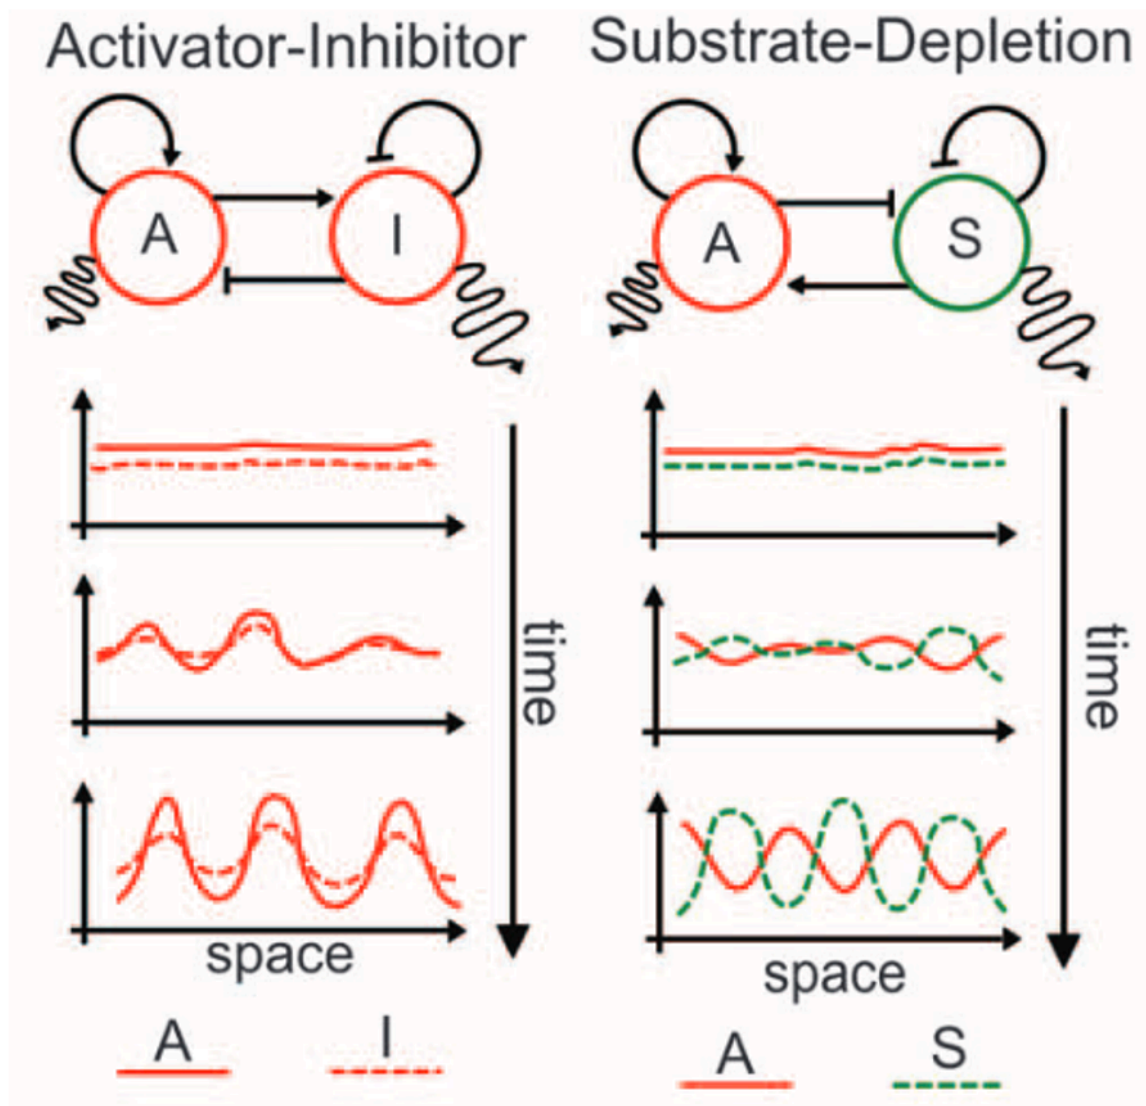 Activator-Inhibitor
Substrate-Depletion
A
I
A
S
time
time
space
space
A
I
A
S